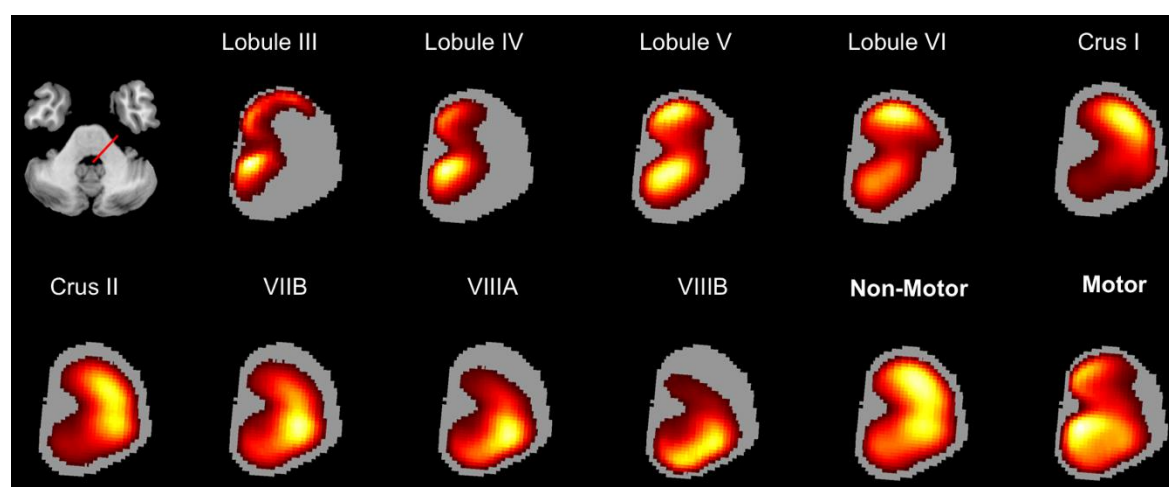 Lobule III
Lobule IV
Lobule V
Lobule VI
Crus I
Crus II
VIIB
VIIIA
VIIIB
Non-Motor
Motor